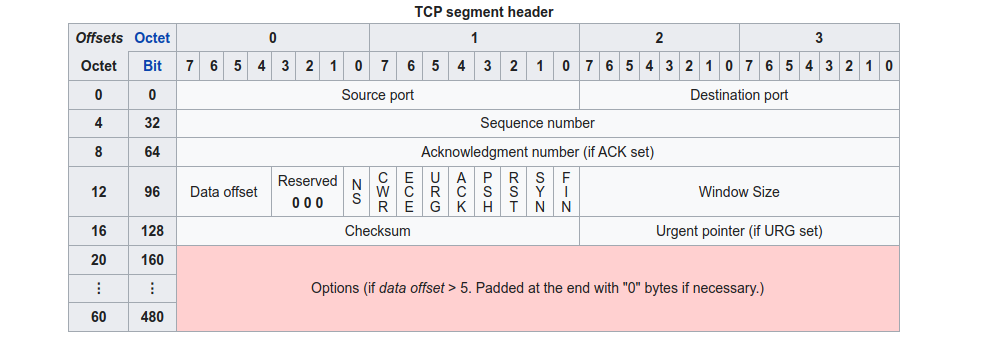 TCP segment header
Offsets Octet 0 1 2 3
Octet Bit 7 6 5 4 3 2 1 0 7 6 5 4 3 2 1 0 7 6 5 4 3 2 1 0 7 6 5 4 3 2 1 0
0 0 Source port Destination port
4 32 Sequence number
8 64 Acknowledgment number (if ACK set)
12 96 Data offset Reserved 0 0 0 NS CWR ECE URG ACK PSH RST SYN FIN Window Size
16 128 Checksum Urgent pointer (if URG set)
20 160
⋮ ⋮ Options (if data offset > 5. Padded at the end with "0" bytes if necessary.)
60 480